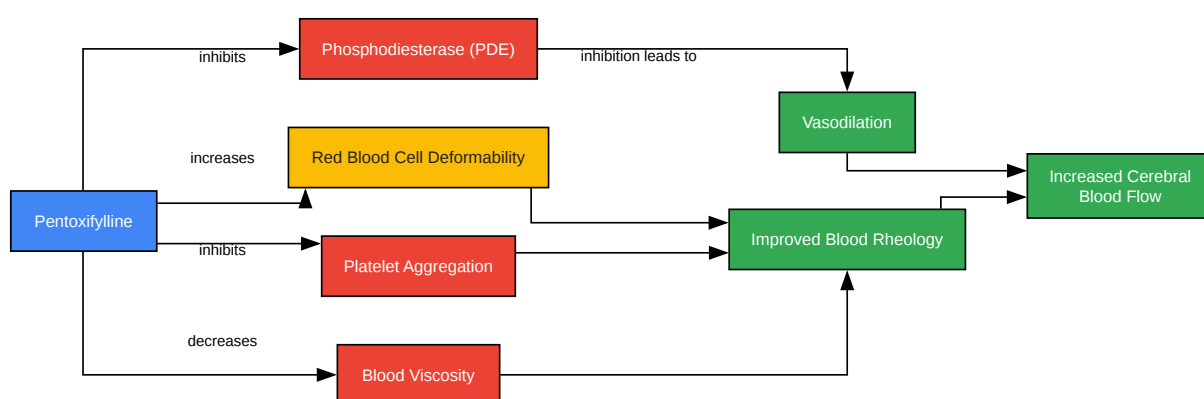 Phosphodiesterase (PDE)
inhibits
inhibition leads to
Vasodilation
increases
Red Blood Cell Deformability
Increased Cerebral
Blood Flow
Pentoxifylline
Improved Blood Rheology
inhibits
Platelet Aggregation
decreases
Blood Viscosity